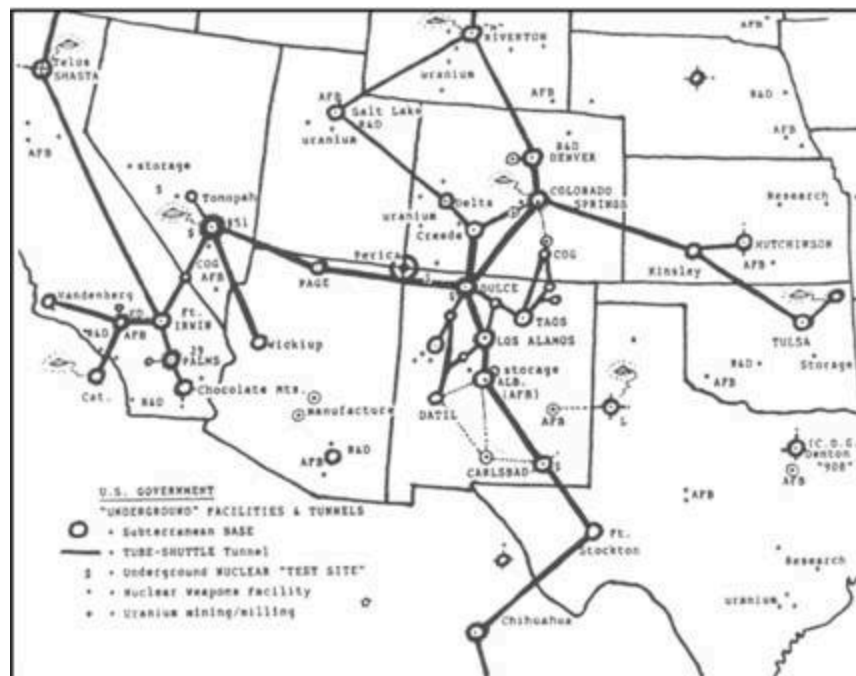 RIVERTON
Telos
SHASTA
uranium
AFB
R&D
AFB
Salt Lake
R&D
AFB
AFB
uranium
R&D
DENVER
AFB
storage
$
Tonopah
Delta
COLORADO
SPRINGS
Research
uranium
Creede
$
A51
HUTCHINSON
COG
COG
AFB
Kinsley
AFB
PAGE
DULCE
$
Vandenberg
Ft.
IRWIN
TAOS
R&D
AFB
Wickiup
LOS ALAMOS
TULSA
29
PALMS
storage
R&D
Storage
Cat.
ALB.
(AFB)
AFB
Chocolate Mts.
R&D
manufacture
DATIL
AFB
L
(C.O.G.)
Denton
R&D
AFB
CARLSBAD
$
AFB
U.S. GOVERNMENT
"UNDERGROUND" FACILITIES & TUNNELS
AFB
= Subterranean BASE
= TUBE-SHUTTLE Tunnel
Ft.
Stockton
$ = Underground NUCLEAR "TEST SITE"
= Nuclear Weapons facility
Research
= Uranium mining/milling
uranium
Chihuahua